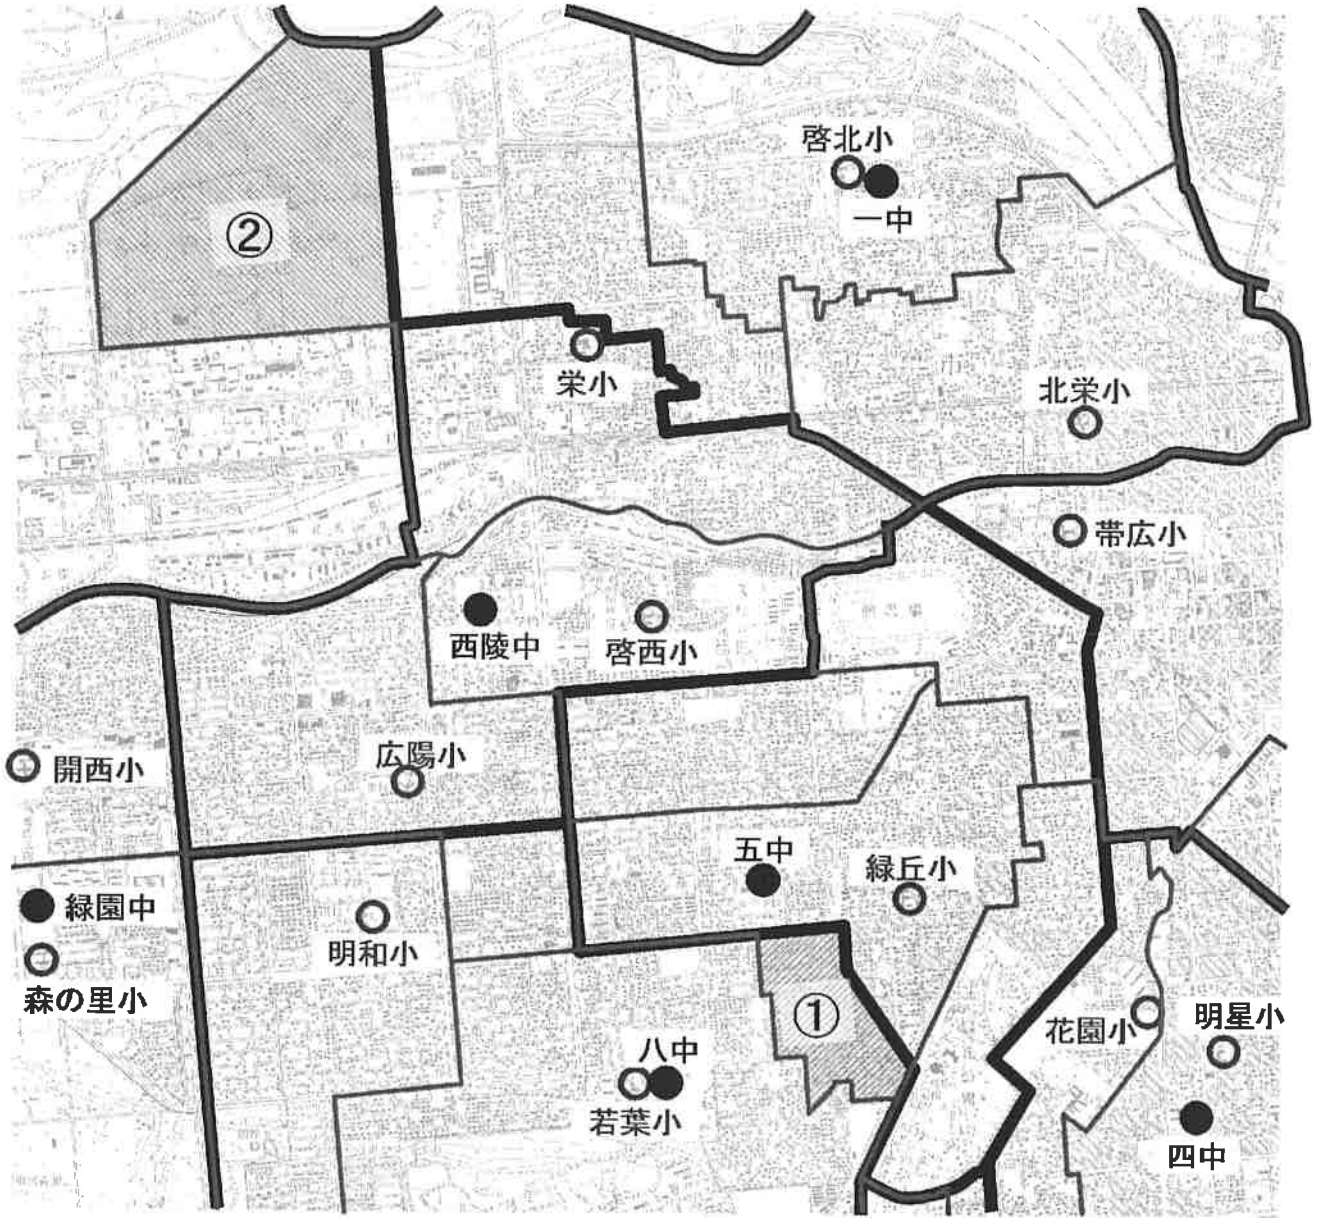 啓北小
一中
②
栄小
北栄小
帯広小
西陵中
啓西小
広陽小
開西小
五中
緑丘小
緑園中
明和小
森の里小
①
花園小
明星小
八中
若葉小
四中